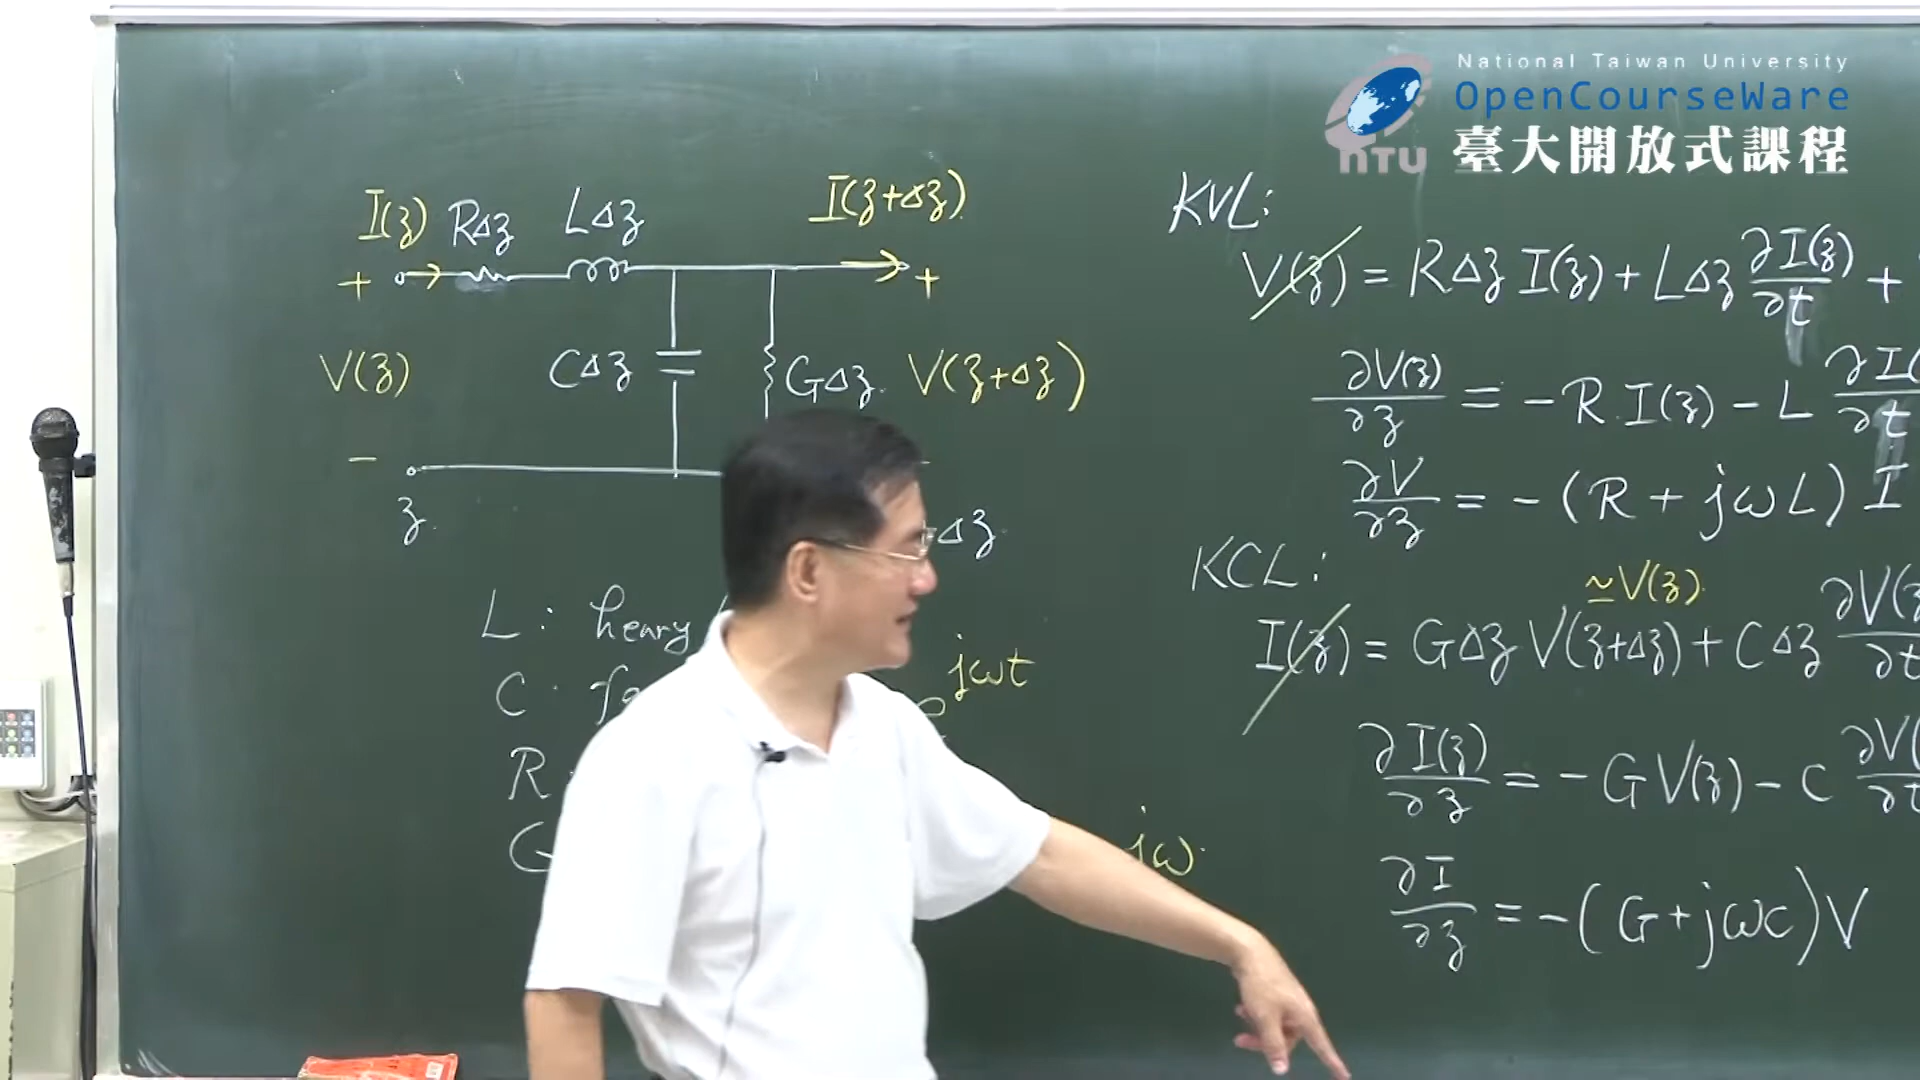 National Taiwan University
OpenCourseWare
臺大開放式課程
NTU
I(z) RΔz LΔz I(z+Δz)
+ +
V(z) CΔz GΔz V(z+Δz)
-
z Δz
L: henry
C:
R
G
jωt
jω
KVL:
V(z) = RΔz I(z) + LΔz ∂I(z)/∂t +
∂V(z)/∂z = -R I(z) - L ∂I(
∂t
∂V/∂z = -(R + jωL) I
KCL:
≃V(z)
I(z) = GΔz V(z+Δz) + CΔz ∂V(z
∂t
∂I(z)/∂z = -GV(z) - C ∂V(
∂t
∂I/∂z = -(G+jωC)V